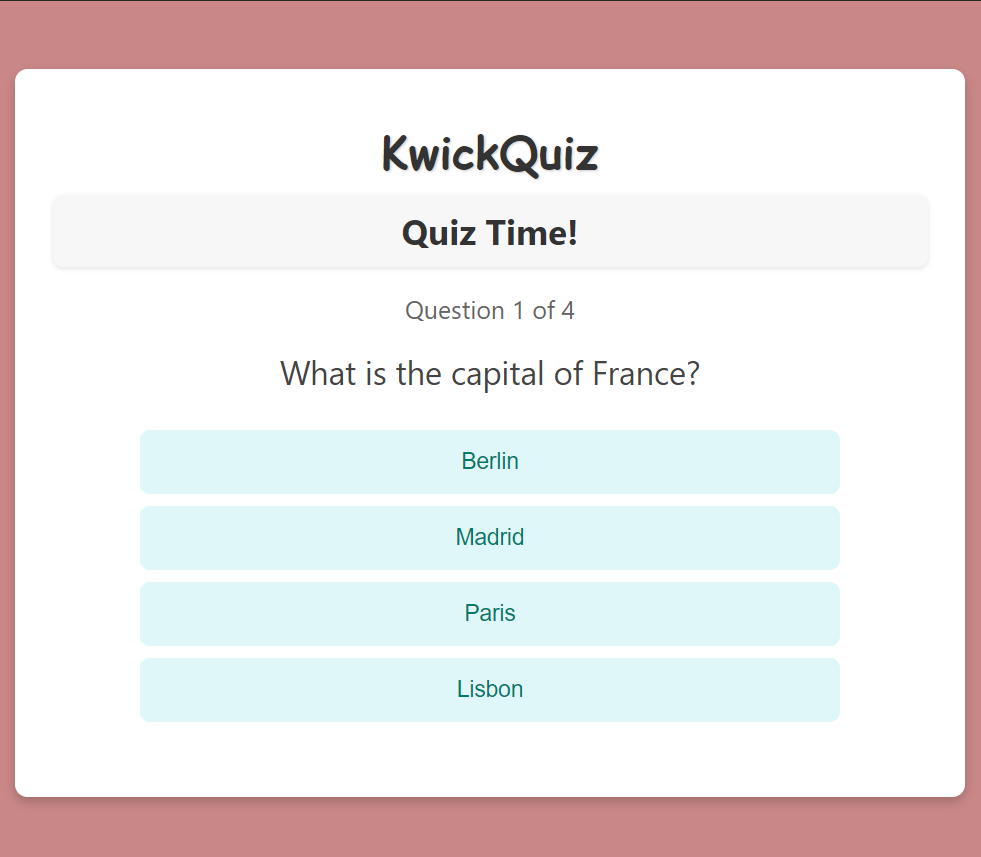 KwickQuiz
Quiz Time!
Question 1 of 4
What is the capital of France?
Berlin
Madrid
Paris
Lisbon